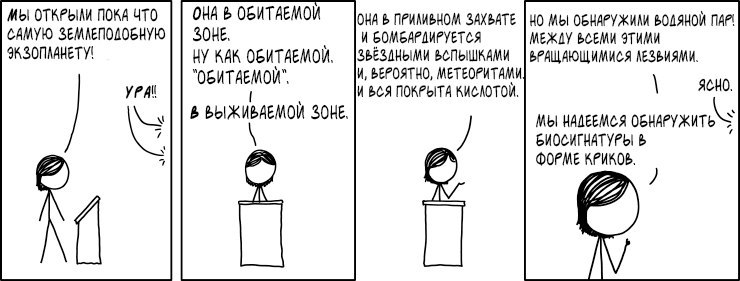 Мы открыли пока что
самую землеподобную
экзопланету!
Ура!!
Она в обитаемой
зоне.
Ну как обитаемой.
"Обитаемой".
В выживаемой зоне.
Она в приливном захвате
и бомбардируется
звёздными вспышками
и, вероятно, метеоритами.
и вся покрыта кислотой.
Но мы обнаружили водяной пар!
Между всеми этими
вращающимися лезвиями.
Ясно.
Мы надеемся обнаружить
биосигнатуры в
форме криков.